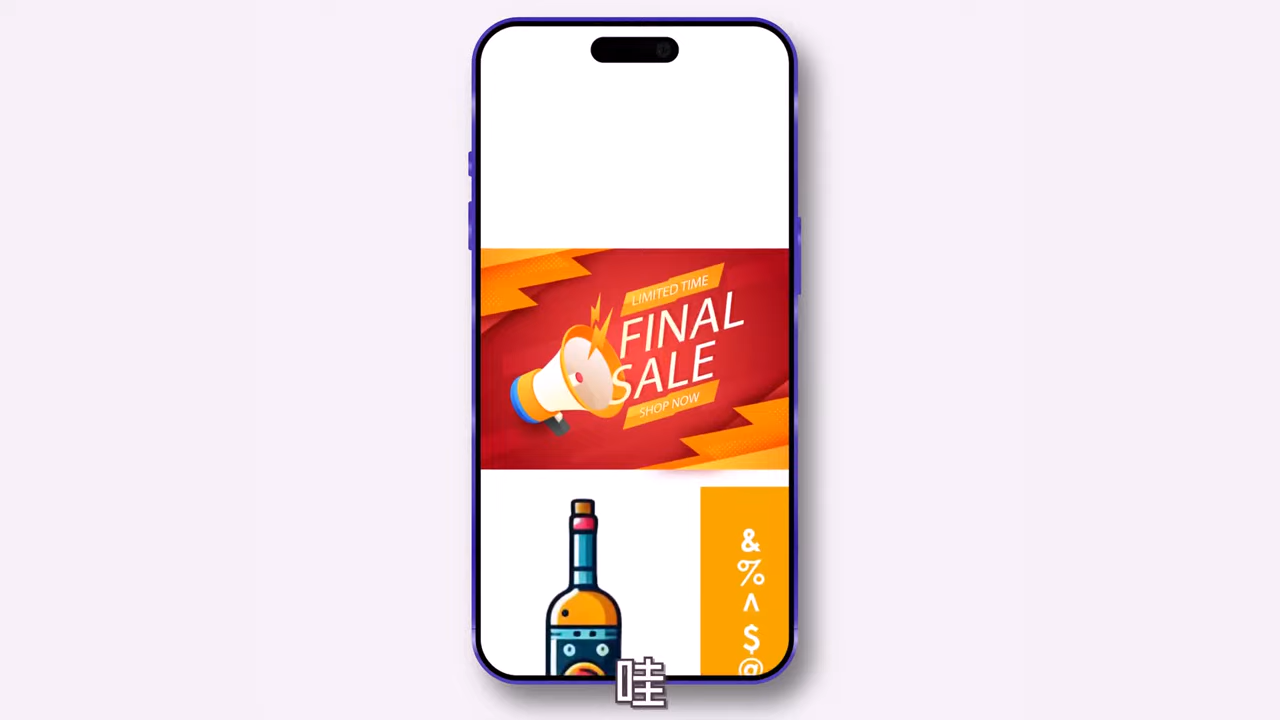 LIMITED TIME
FINAL
SALE
SHOP NOW
&
%
^
$
@
哇